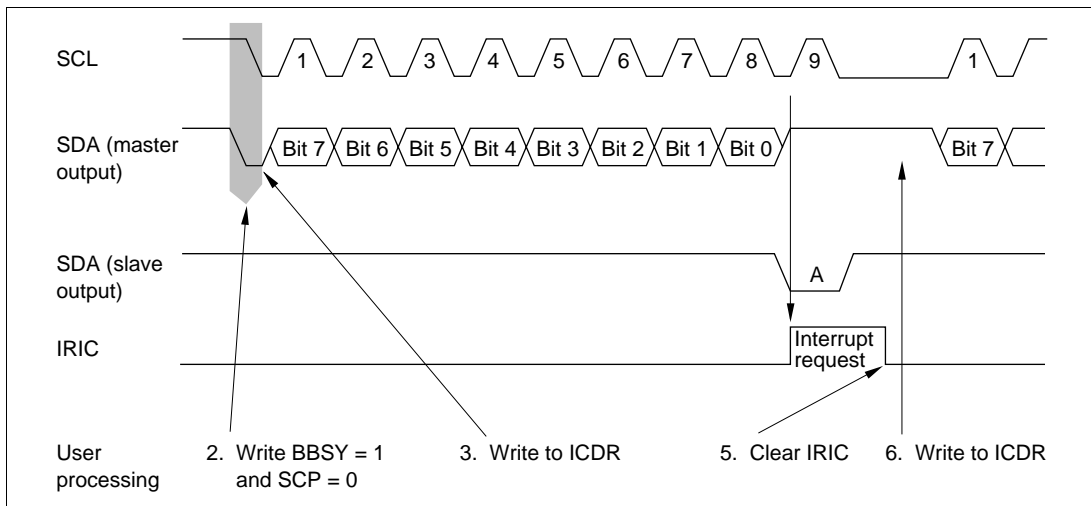 SCL
1 2 3 4 5 6 7 8 9 1
SDA (master
output)
Bit 7 Bit 6 Bit 5 Bit 4 Bit 3 Bit 2 Bit 1 Bit 0 Bit 7
SDA (slave
output)
A
IRIC
Interrupt
request
User
processing
2. Write BBSY = 1
and SCP = 0
3. Write to ICDR
5. Clear IRIC
6. Write to ICDR